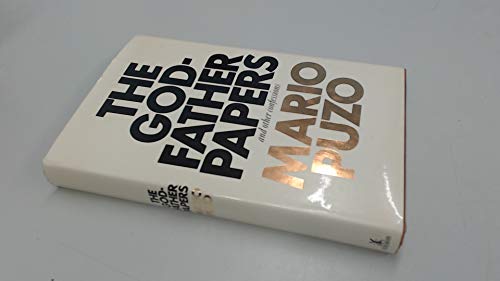 THE
GOD-
FATHER
PAPERS
and other confessions
MARIO
PUZO
THE
GOD-
FATHER
PAPERS